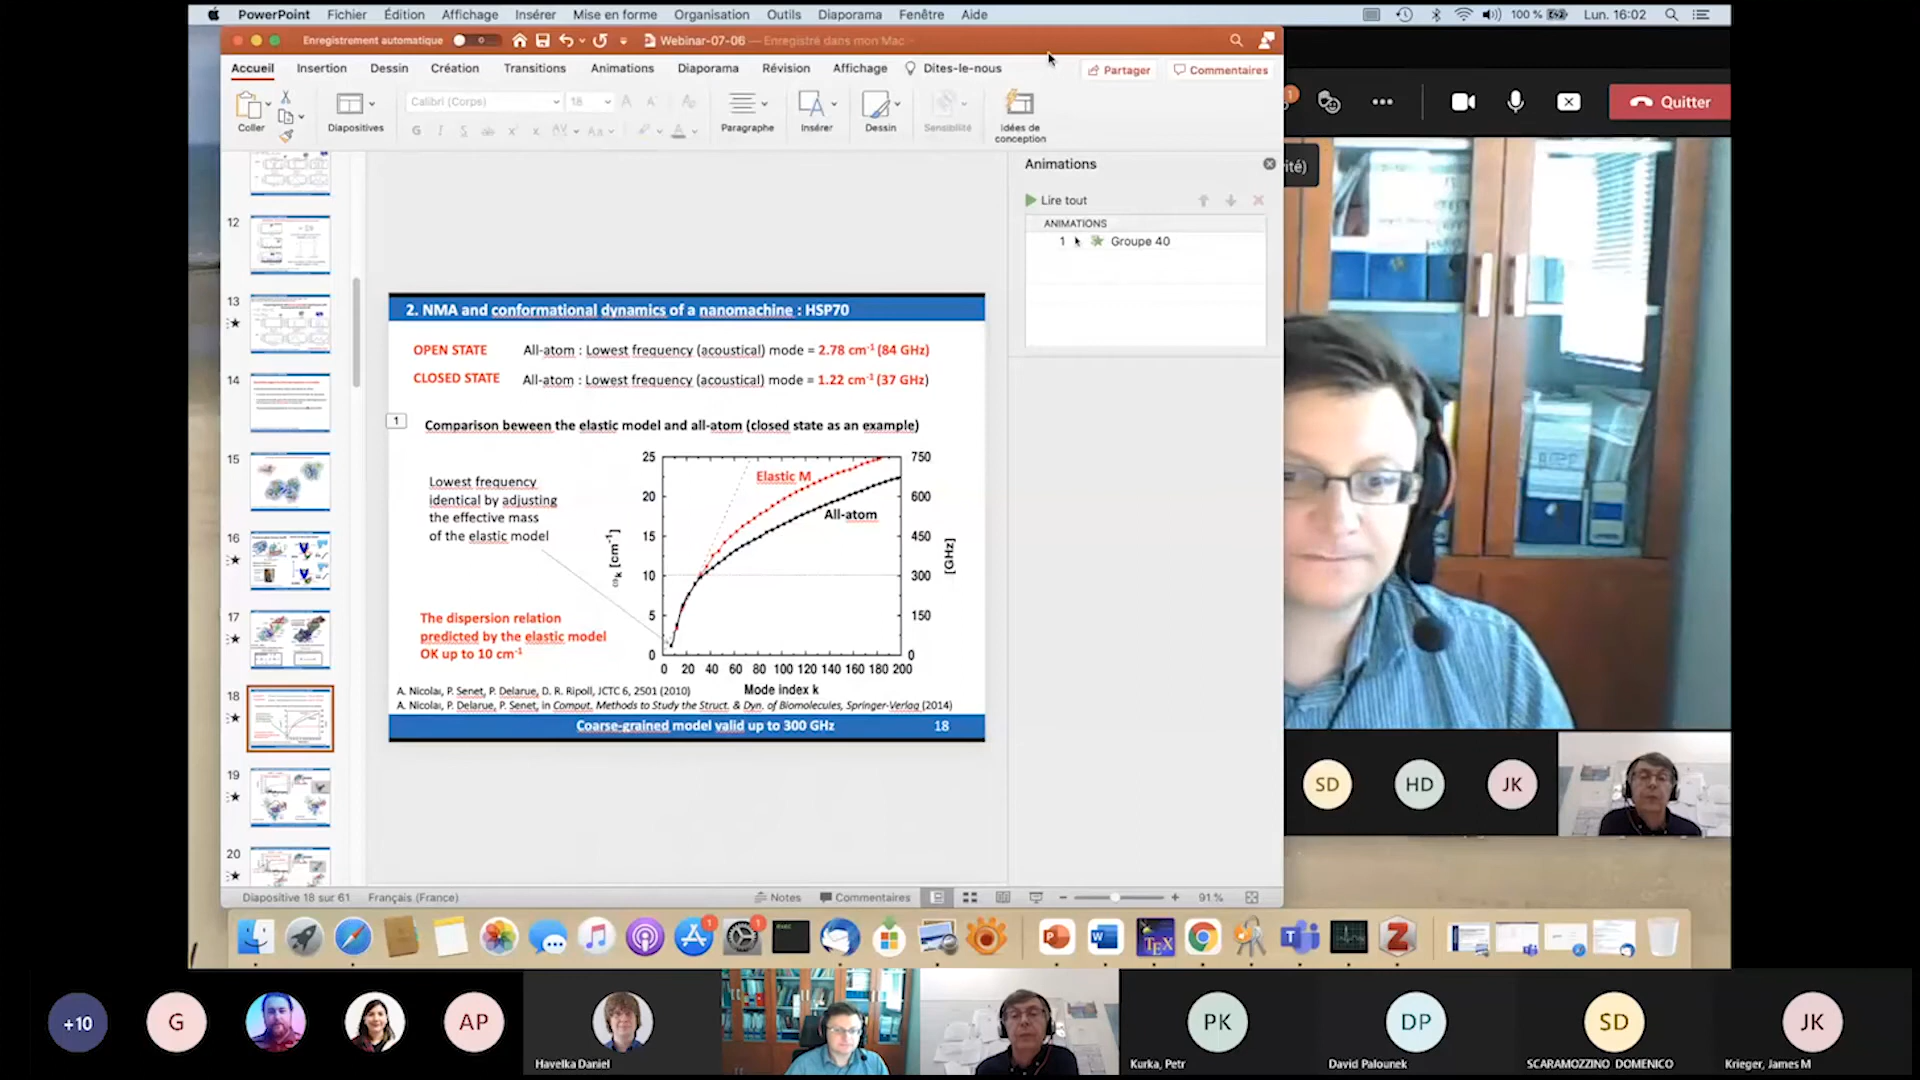 PowerPoint Fichier Édition Affichage Insérer Mise en forme Organisation Outils Diaporama Fenêtre Aide
100 % Lun. 16:02
Enregistrement automatique
Webinar-07-06 — Enregistré dans mon Mac
Accueil Insertion Dessin Création Transitions Animations Diaporama Révision Affichage Dites-le-nous
Partager Commentaires
Coller
Diapositives
Calibri (Corps) 18
Paragraphe
Insérer
Dessin
Sensibilité
Idées de
conception
Quitter
ité)
Animations
Lire tout
ANIMATIONS
1 Groupe 40
12
13
14
15
16
17
18
19
20
2. NMA and conformational dynamics of a nanomachine : HSP70
OPEN STATE All-atom : Lowest frequency (acoustical) mode = 2.78 cm-1 (84 GHz)
CLOSED STATE All-atom : Lowest frequency (acoustical) mode = 1.22 cm-1 (37 GHz)
1
Comparison beween the elastic model and all-atom (closed state as an example)
Lowest frequency
identical by adjusting
the effective mass
of the elastic model
The dispersion relation
predicted by the elastic model
OK up to 10 cm-1
25 20 15 10 5 0
ωk [cm-1]
Elastic M
All-atom
750 600 450 300 150 0
[GHz]
0 20 40 60 80 100 120 140 160 180 200
Mode index k
A. Nicolaı, P. Senet, P. Delarue, D. R. Ripoll, JCTC 6, 2501 (2010)
A. Nicolaı, P. Delarue, P. Senet, in Comput. Methods to Study the Struct. & Dyn. of Biomolecules, Springer-Verlag (2014)
Coarse-grained model valid up to 300 GHz 18
SD HD JK
Diapositive 18 sur 61 Français (France) Notes Commentaires 91 %
+10 G AP
Havelka Daniel
PK
Kurka, Petr
DP
David Palounek
SD
SCARAMOZZINO DOMENICO
JK
Krieger, James M